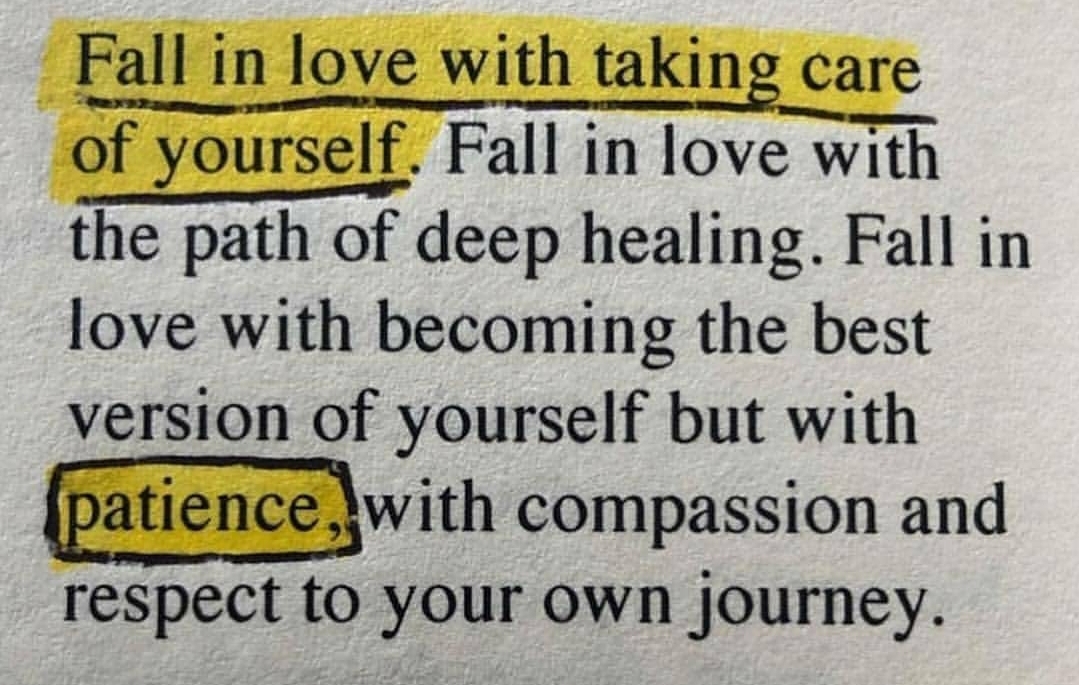 Fall in love with taking care
of yourself. Fall in love with
the path of deep healing. Fall in
love with becoming the best
version of yourself but with
patience, with compassion and
respect to your own journey.